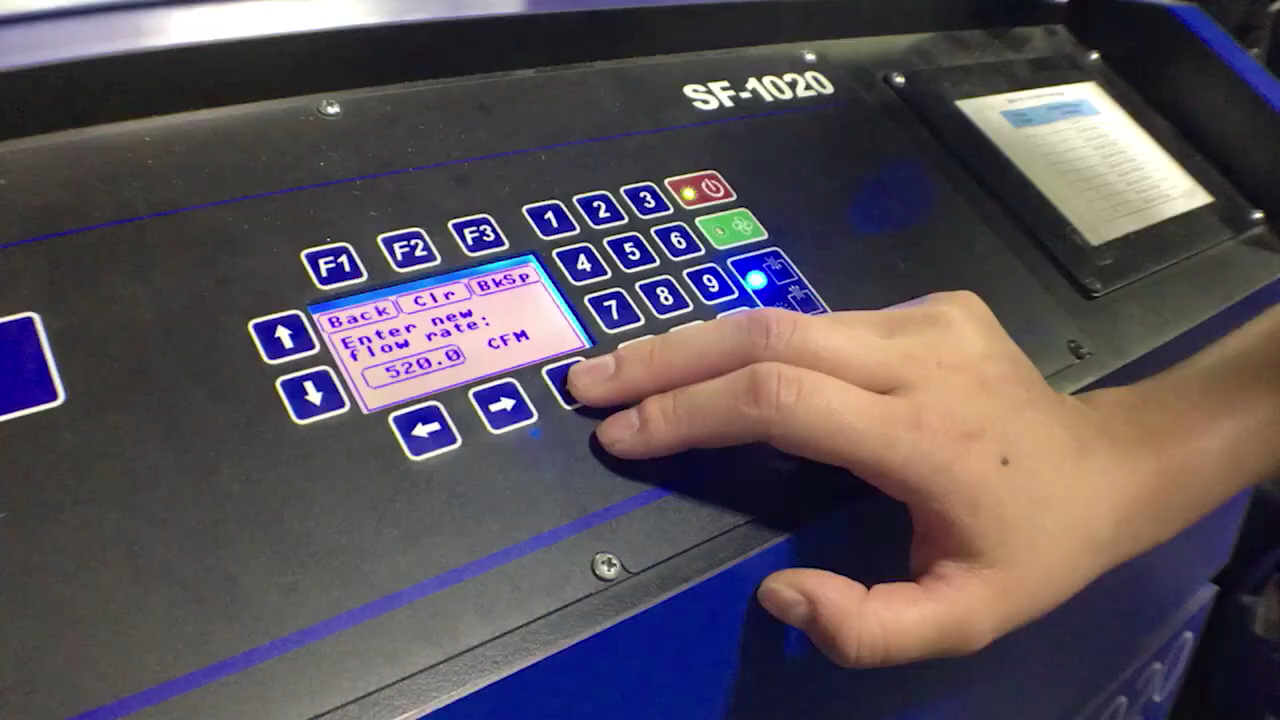 SF-1020
1 2 3
F1 F2 F3
4 5 6
7 8 9
Back Clr BkSp
Enter new
flow rate:
520.0 CFM